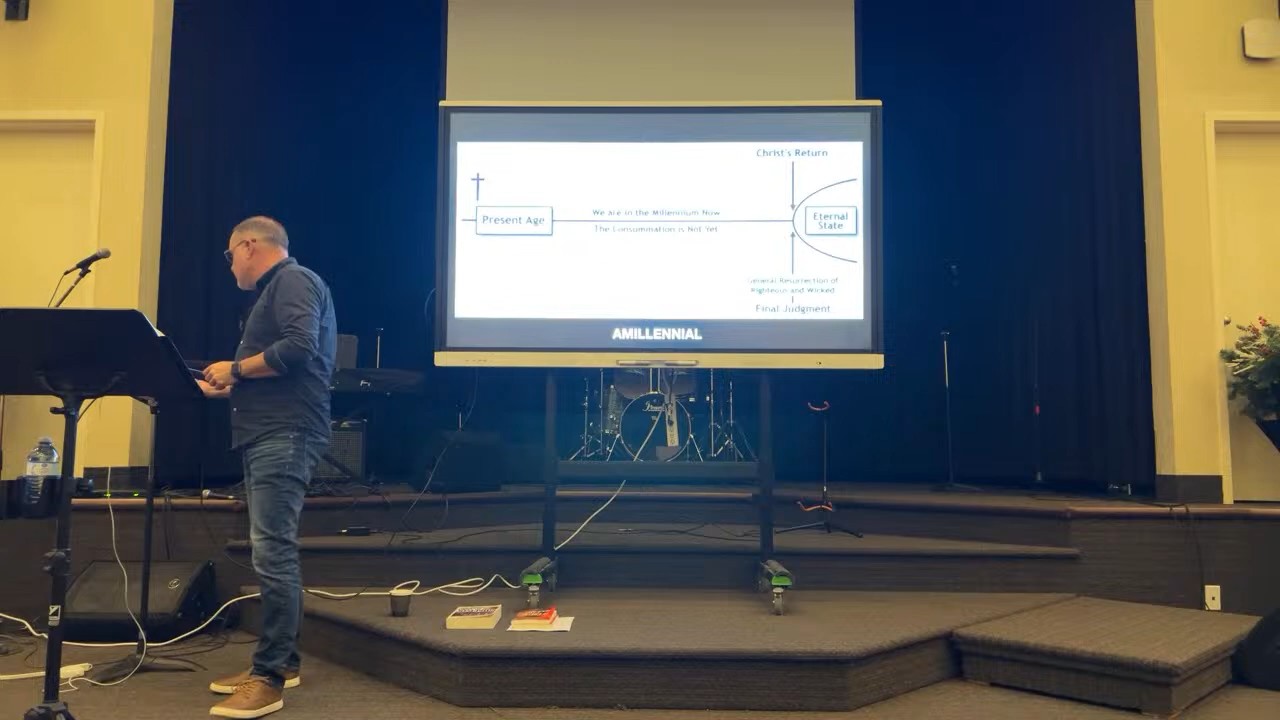 Christ's Return
Present Age
We are in the Millennium Now
The Consummation is Not Yet
Eternal
State
General Resurrection of
Righteous and Wicked
Final Judgment
AMILLENNIAL